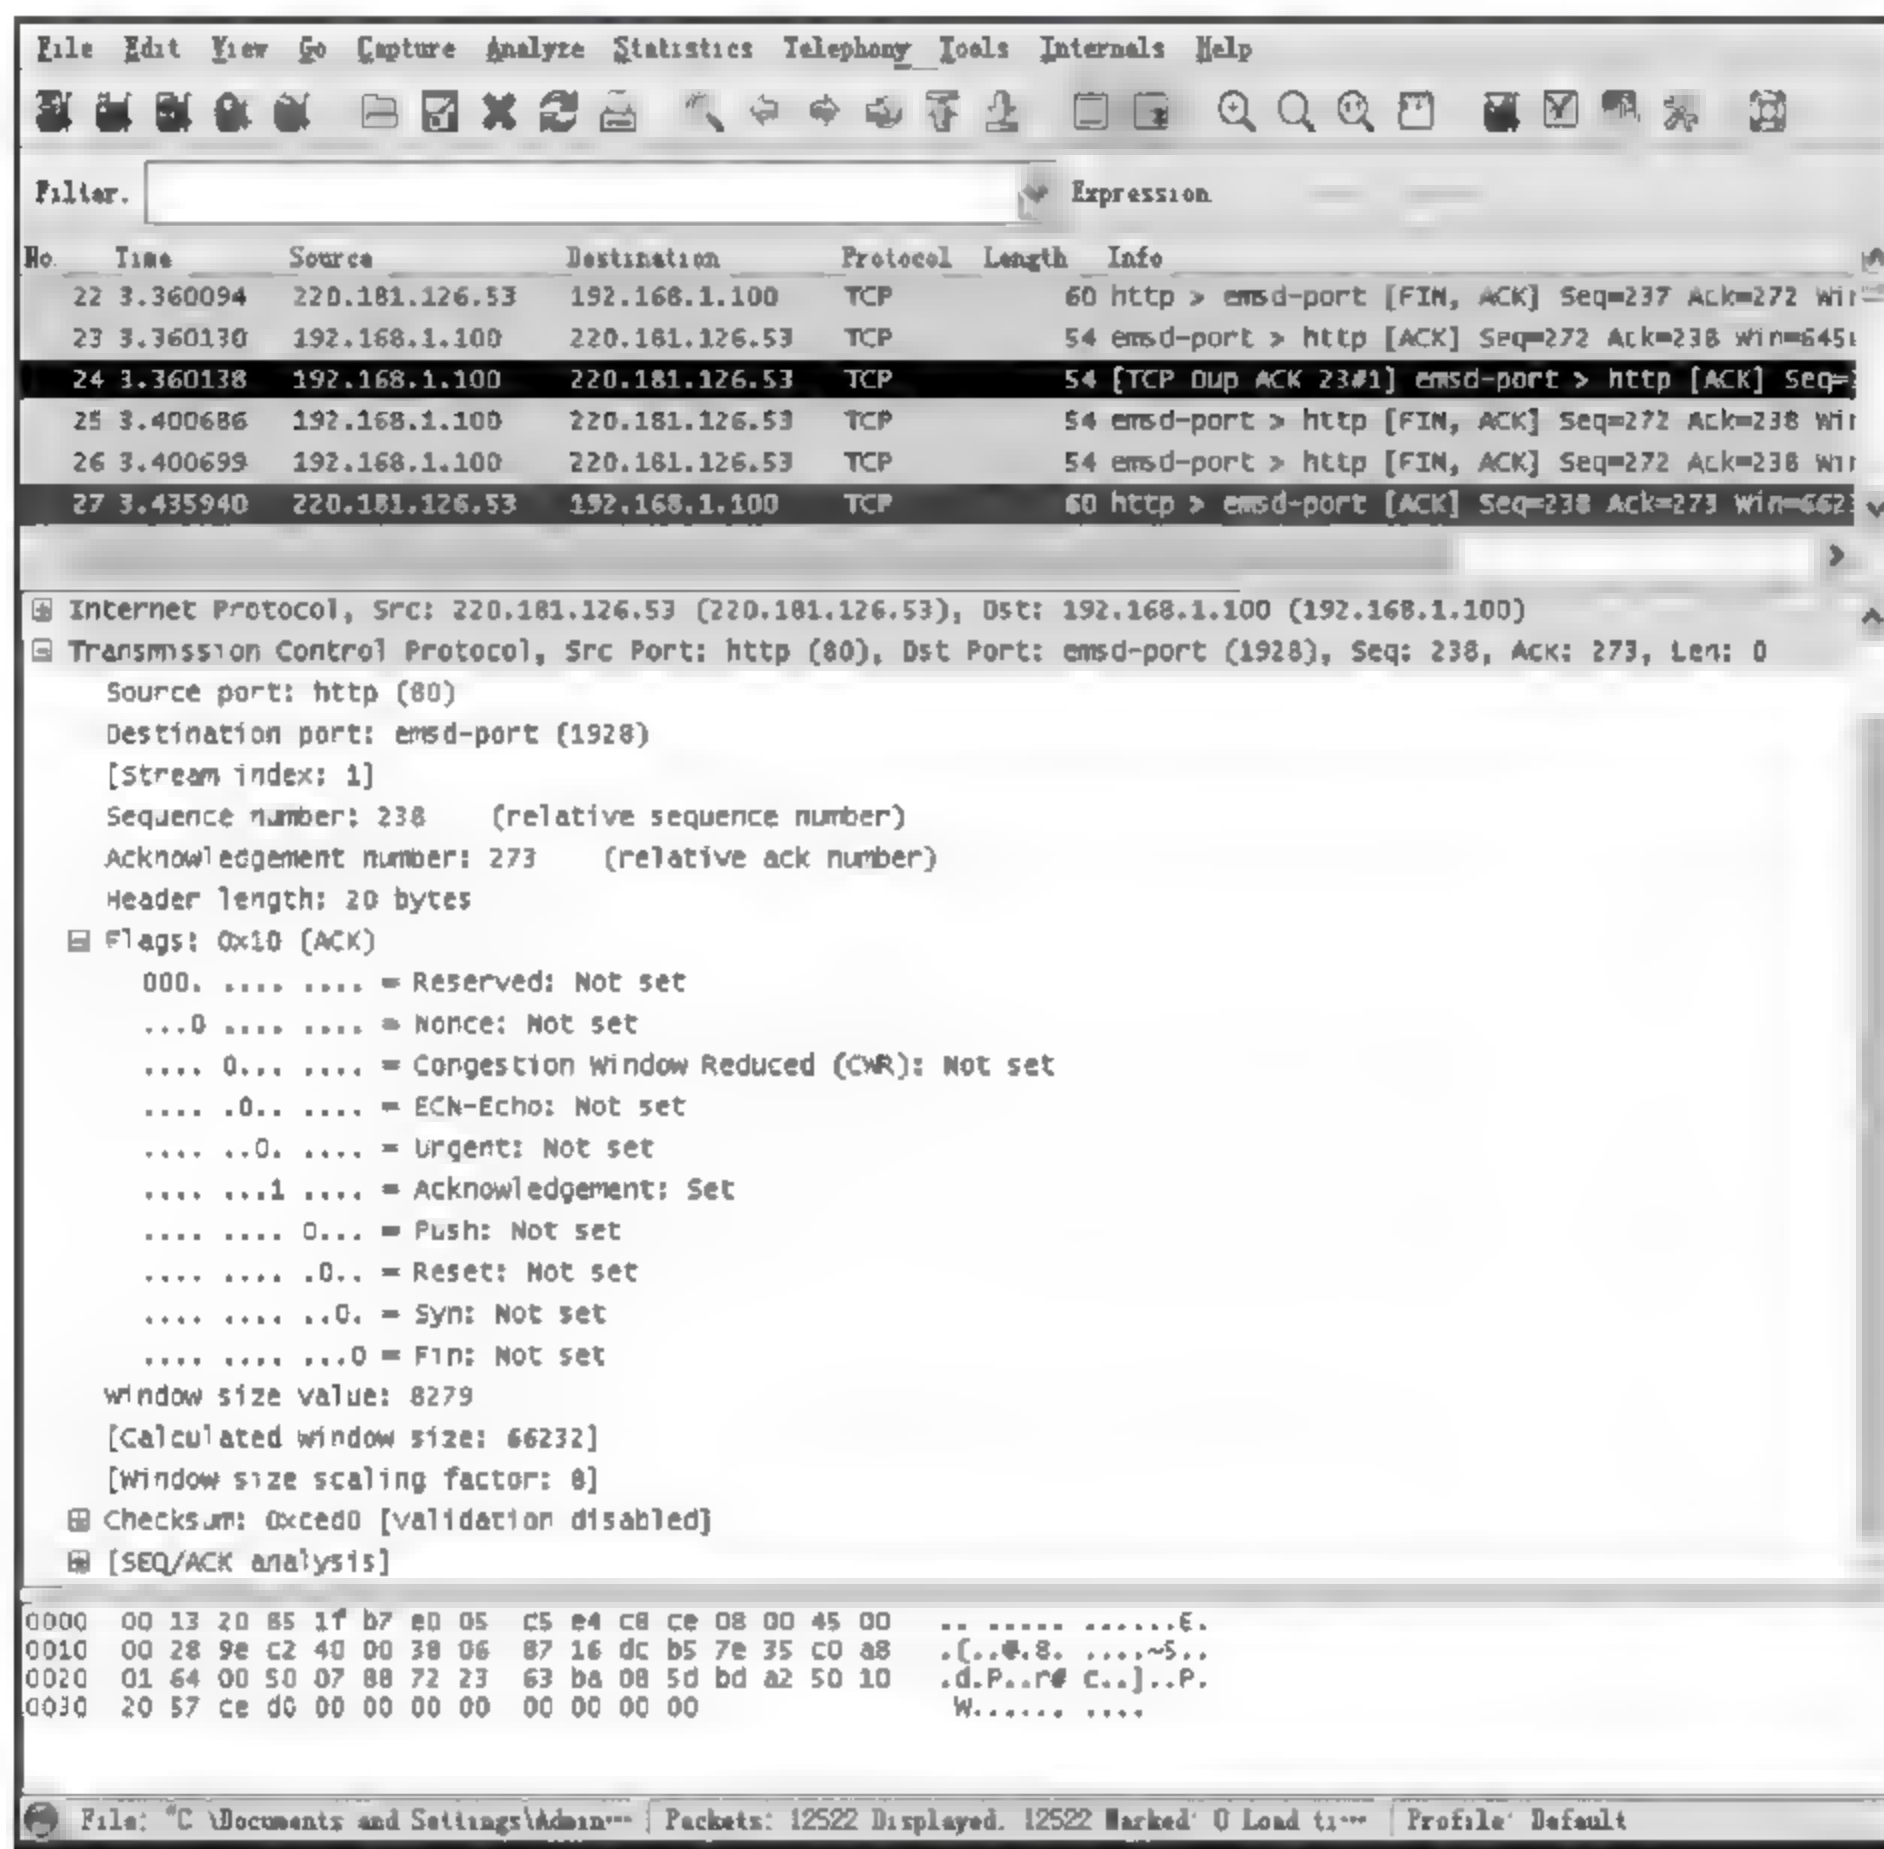 File Edit View Go Capture Analyze Statistics Telephony Tools Internals Help
Filter: Expression
No. Time Source Destination Protocol Length Info
22 3.360094 220.181.126.53 192.168.1.100 TCP 60 http > emsd-port [FIN, ACK] Seq=237 Ack=272 Wir
23 3.360130 192.168.1.100 220.181.126.53 TCP 54 emsd-port > http [ACK] Seq=272 Ack=238 Win=645
24 3.360138 192.168.1.100 220.181.126.53 TCP 54 [TCP Dup ACK 23#1] emsd-port > http [ACK] Seq=
25 3.400686 192.168.1.100 220.181.126.53 TCP 54 emsd-port > http [FIN, ACK] Seq=272 Ack=238 Wir
26 3.400699 192.168.1.100 220.181.126.53 TCP 54 emsd-port > http [FIN, ACK] Seq=272 Ack=238 Wir
27 3.435940 220.181.126.53 192.168.1.100 TCP 60 http > emsd-port [ACK] Seq=238 Ack=273 Win=6623
Internet Protocol, Src: 220.181.126.53 (220.181.126.53), Dst: 192.168.1.100 (192.168.1.100)
Transmission Control Protocol, Src Port: http (80), Dst Port: emsd-port (1928), Seq: 238, Ack: 273, Len: 0
Source port: http (80)
Destination port: emsd-port (1928)
[Stream index: 1]
Sequence number: 238 (relative sequence number)
Acknowledgement number: 273 (relative ack number)
Header length: 20 bytes
Flags: 0x10 (ACK)
000. .... .... = Reserved: Not set
...0 .... .... = Nonce: Not set
.... 0... .... = Congestion Window Reduced (CWR): Not set
.... .0.. .... = ECN-Echo: Not set
.... ..0. .... = Urgent: Not set
.... ...1 .... = Acknowledgement: Set
.... .... 0... = Push: Not set
.... .... .0.. = Reset: Not set
.... .... ..0. = Syn: Not set
.... .... ...0 = Fin: Not set
Window size value: 8279
[Calculated window size: 66232]
[Window size scaling factor: 8]
Checksum: 0xced0 [validation disabled]
[SEQ/ACK analysis]
0000 00 13 20 85 1f b7 e0 05 c5 e4 c8 ce 08 00 45 00 .. ..... ......E.
0010 00 28 9e c2 40 00 38 06 87 16 dc b5 7e 35 c0 a8 .(..@.8. ....~5..
0020 01 64 00 50 07 88 72 23 63 ba 08 5d bd a2 50 10 .d.P..r# c..]..P.
0030 20 57 ce d0 00 00 00 00 00 00 00 00 W...... ....
File: "C:\Documents and Settings\Admin... Packets: 12522 Displayed: 12522 Marked: 0 Load ti... Profile: Default